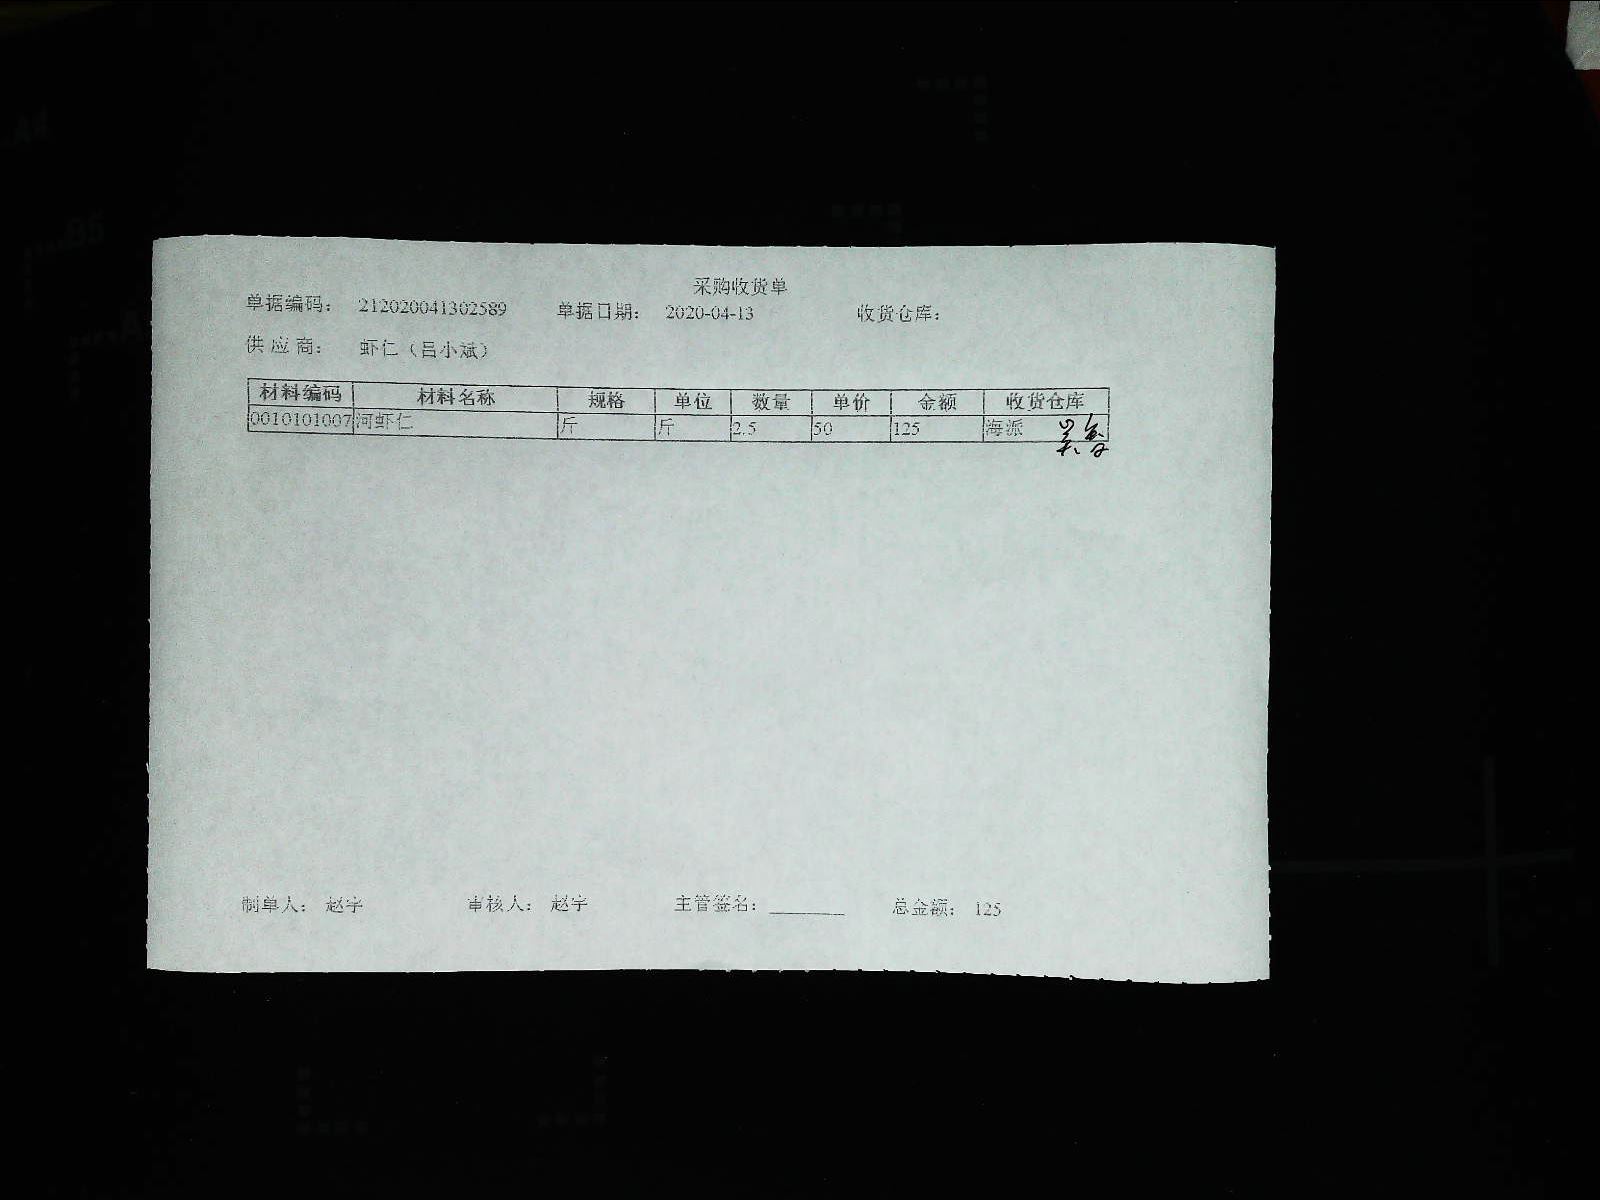 采购收货单
单据编码： 212020041302589 单据日期： 2020-04-13 收货仓库：
供 应 商： 虾仁（吕小斌）
材料编码 材料名称 规格 单位 数量 单价 金额 收货仓库
0010101007 河虾仁 斤 斤 2.5 50 125 海派
制单人： 赵宇 审核人： 赵宇 主管签名： 总金额： 125